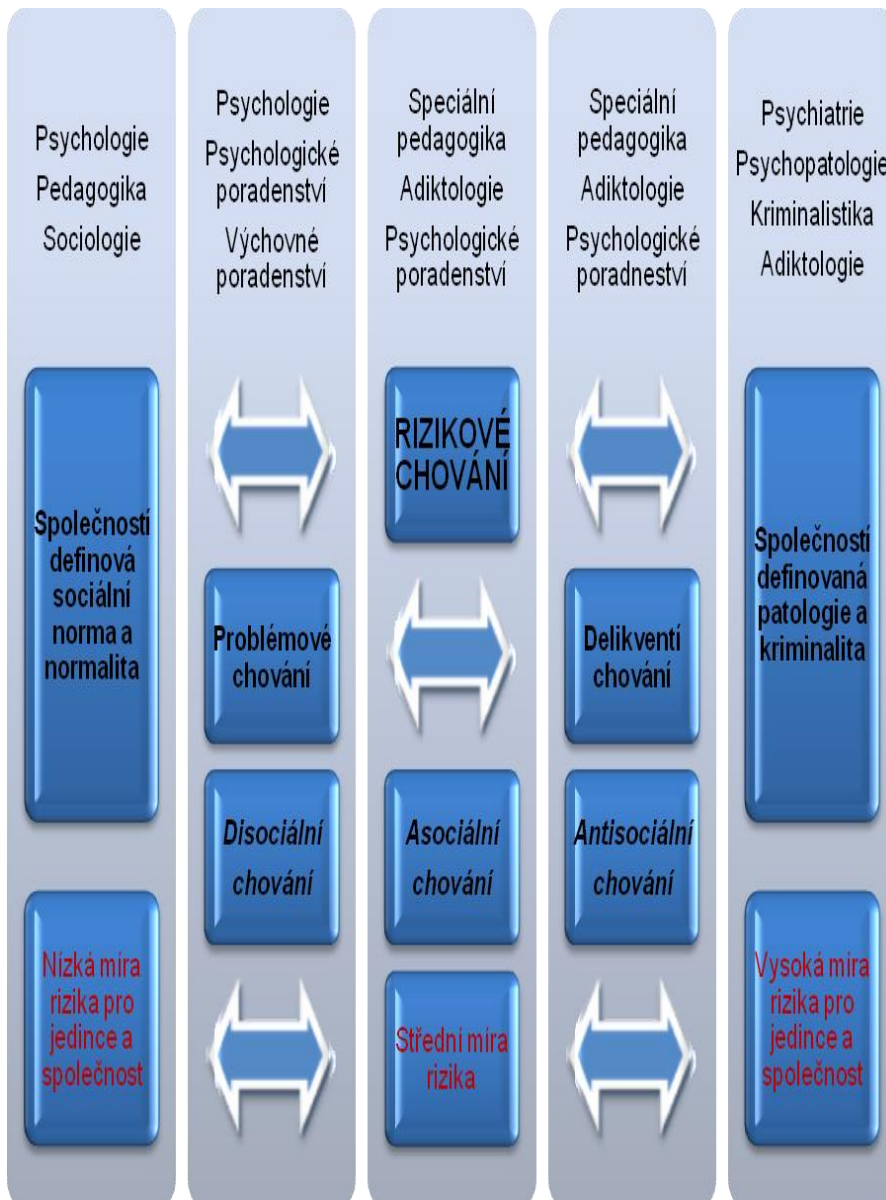 Psychologie
Pedagogika
Sociologie
Společností
definová
sociální
norma a
normalita
Nízká míra
rizika pro
jedince a
společnost
Psychologie
Psychologické
poradenství
Výchovné
poradenství
Problémové
chování
Disociální
chování
Speciální
pedagogika
Adiktologie
Psychologické
poradenství
RIZIKOVÉ
CHOVÁNÍ
Asociální
chování
Střední míra
rizika
Speciální
pedagogika
Adiktologie
Psychologické
poradneství
Delikventí
chování
Antisociální
chování
Psychiatrie
Psychopatologie
Kriminalistika
Adiktologie
Společností
definovaná
patologie a
kriminalita
Vysoká míra
rizika pro
jedince a
společnost